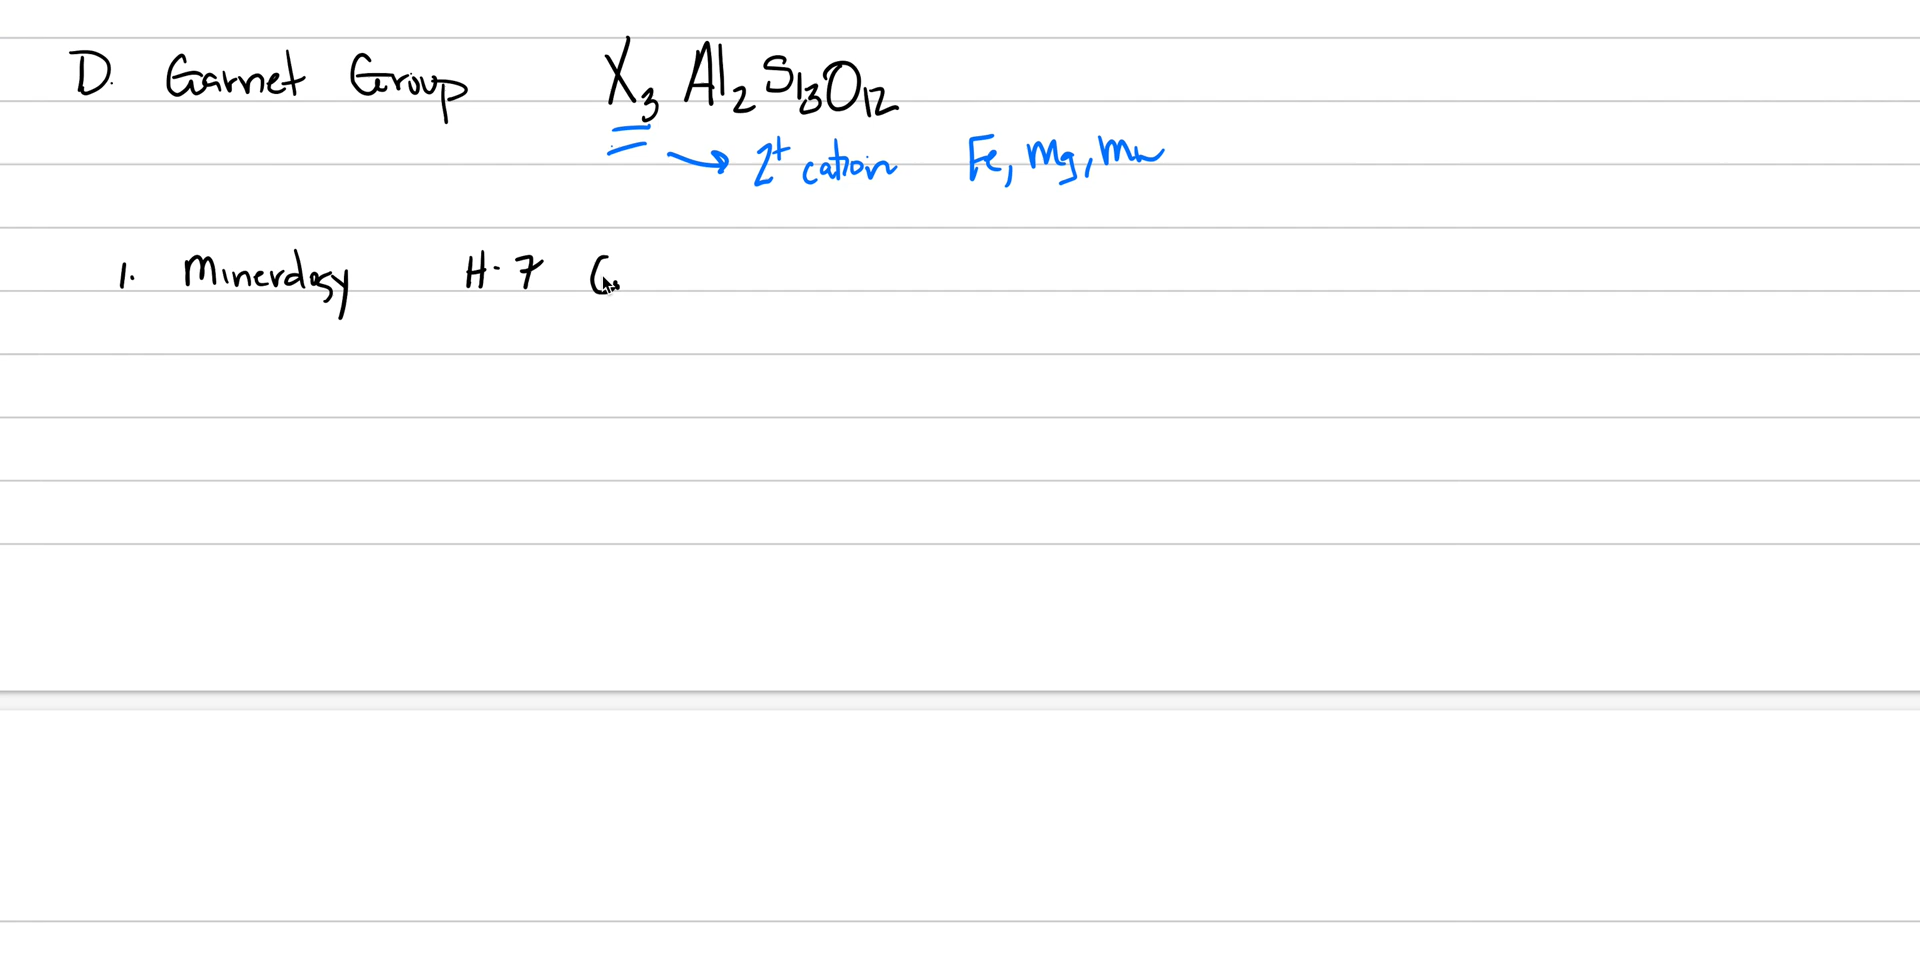 D. Garnet Group X₃ Al₂ Si₃O₁₂
→ 2⁺ cation Fe, Mg, Mn
1. Mineralogy H·7 G